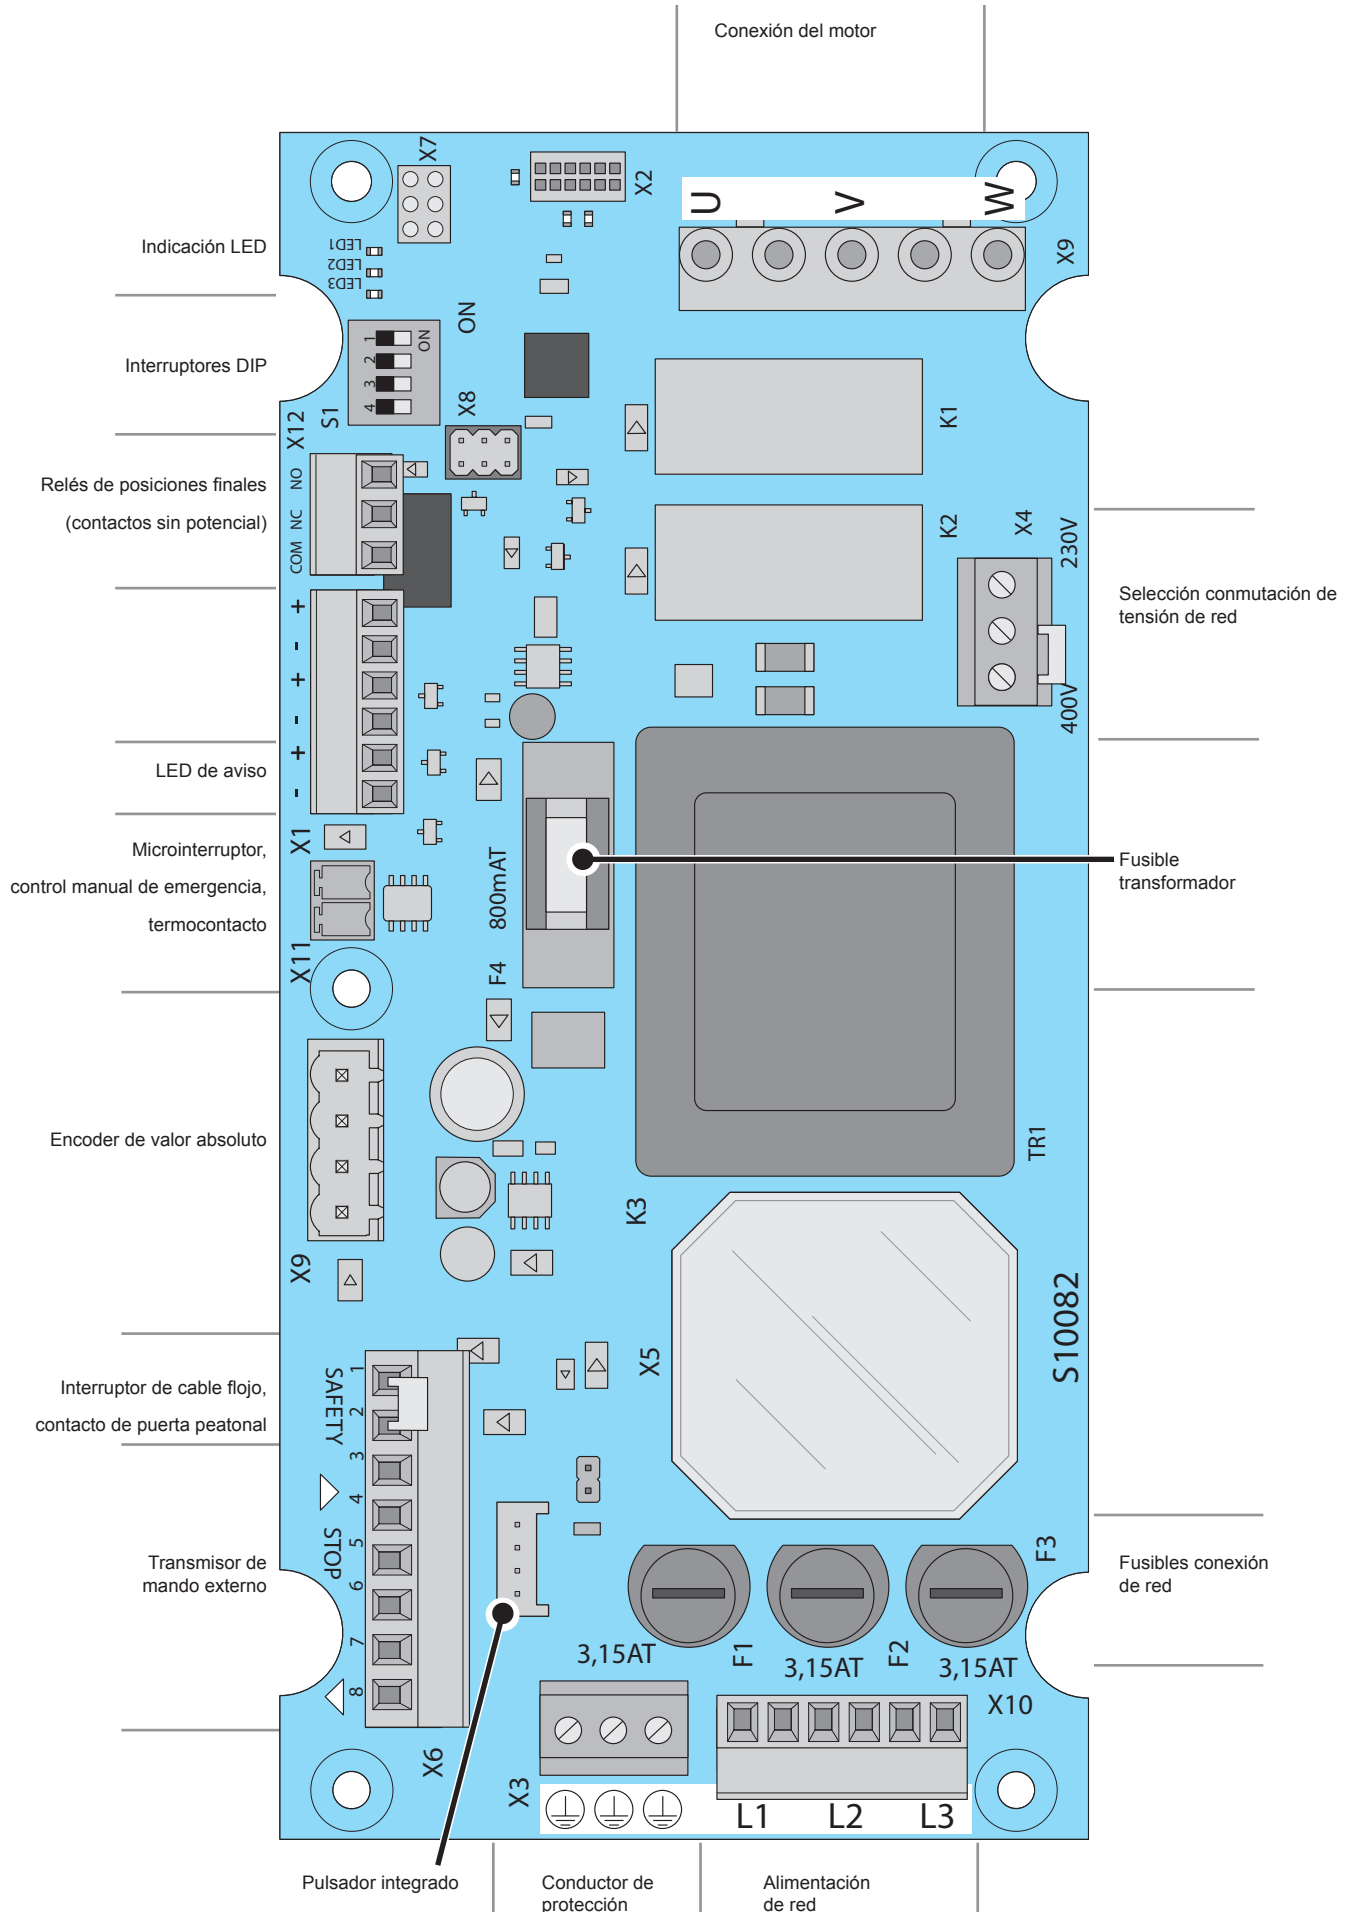 Conexión del motor
X7
X2
U
V
W
X9
Indicación LED
LED1
LED2
LED3
Interruptores DIP
1
2
3
4
ON
ON
S1
X8
X12
K1
Relés de posiciones finales
(contactos sin potencial)
NO
NC
COM
K2
X4
230V
400V
Selección conmutación de
tensión de red
+
-
+
-
+
-
LED de aviso
X1
Microinterruptor,
control manual de emergencia,
termocontacto
800mAT
F4
Fusible
transformador
X11
Encoder de valor absoluto
X9
TR1
K3
X5
S10082
Interruptor de cable flojo,
contacto de puerta peatonal
SAFETY
STOP
1
2
3
4
5
6
7
8
Transmisor de
mando externo
F3
Fusibles conexión
de red
3,15AT
F1
3,15AT
F2
3,15AT
X10
X6
X3
L1
L2
L3
Pulsador integrado
Conductor de
protección
Alimentación
de red